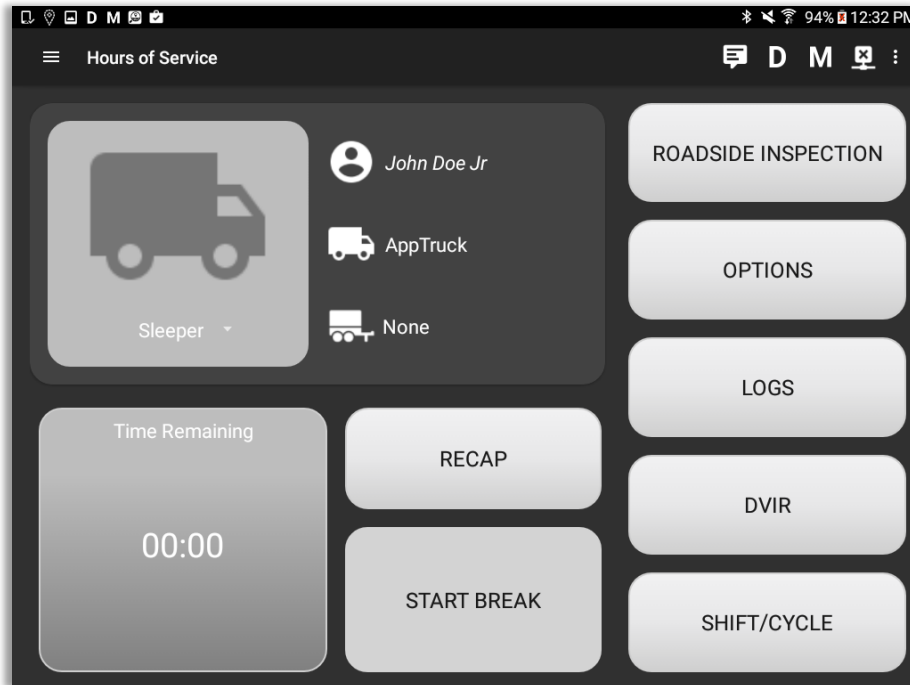 D M 94% 12:32 PM
Hours of Service
D M
John Doe Jr
AppTruck
None
Sleeper
Time Remaining
00:00
RECAP
START BREAK
ROADSIDE INSPECTION
OPTIONS
LOGS
DVIR
SHIFT/CYCLE